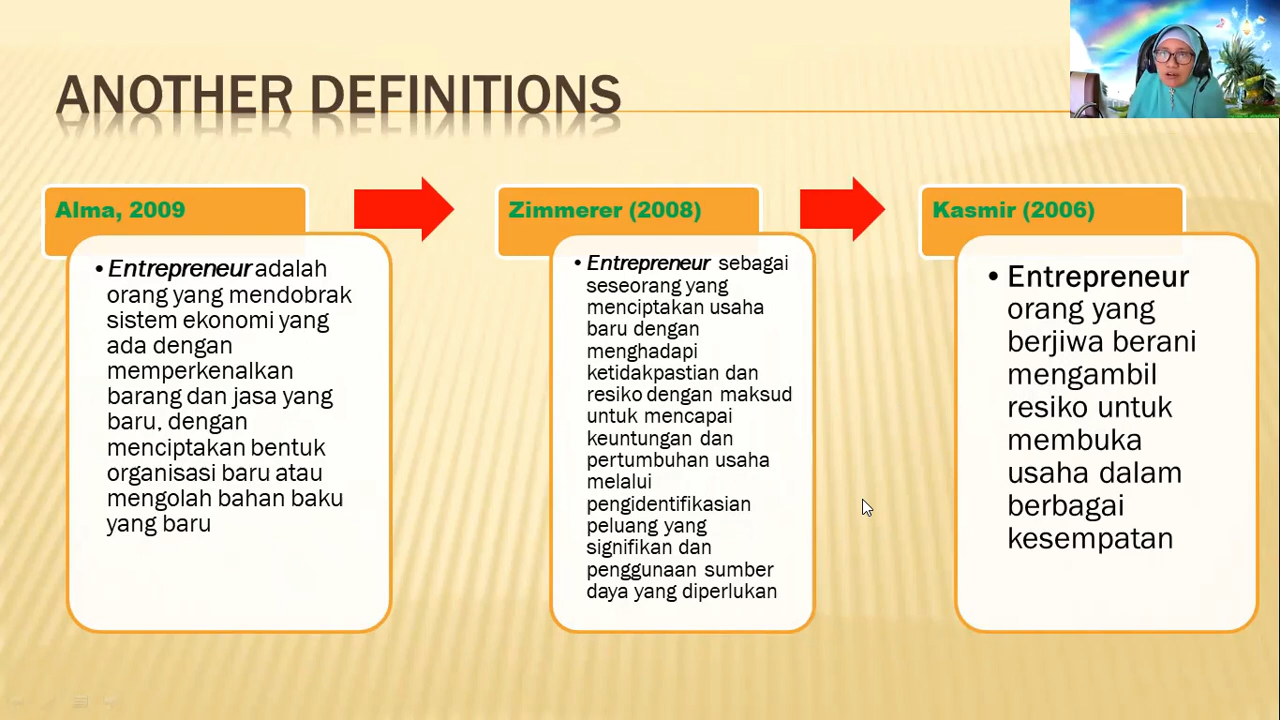 ANOTHER DEFINITIONS
Alma, 2009
• Entrepreneur adalah
orang yang mendobrak
sistem ekonomi yang
ada dengan
memperkenalkan
barang dan jasa yang
baru, dengan
menciptakan bentuk
organisasi baru atau
mengolah bahan baku
yang baru
Zimmerer (2008)
• Entrepreneur sebagai
seseorang yang
menciptakan usaha
baru dengan
menghadapi
ketidakpastian dan
resiko dengan maksud
untuk mencapai
keuntungan dan
pertumbuhan usaha
melalui
pengidentifikasian
peluang yang
signifikan dan
penggunaan sumber
daya yang diperlukan
Kasmir (2006)
• Entrepreneur
orang yang
berjiwa berani
mengambil
resiko untuk
membuka
usaha dalam
berbagai
kesempatan